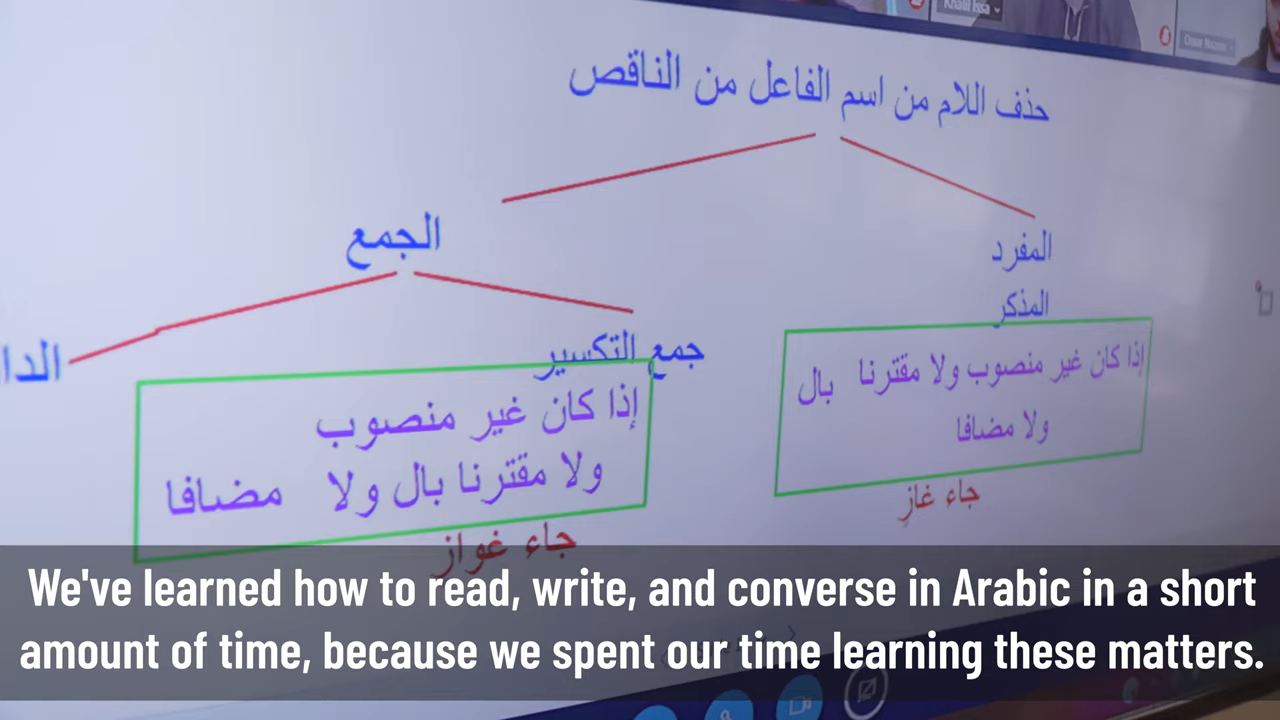 Khalil Issa
حذف اللام من اسم الفاعل من الناقص
المفرد
المذكر
إذا كان غير منصوب ولا مقترنا بال
ولا مضافا
جاء غازٍ
الجمع
جمع التكسير
إذا كان غير منصوب
ولا مقترنا بال ولا مضافا
جاء غواز
We've learned how to read, write, and converse in Arabic in a short
amount of time, because we spent our time learning these matters.